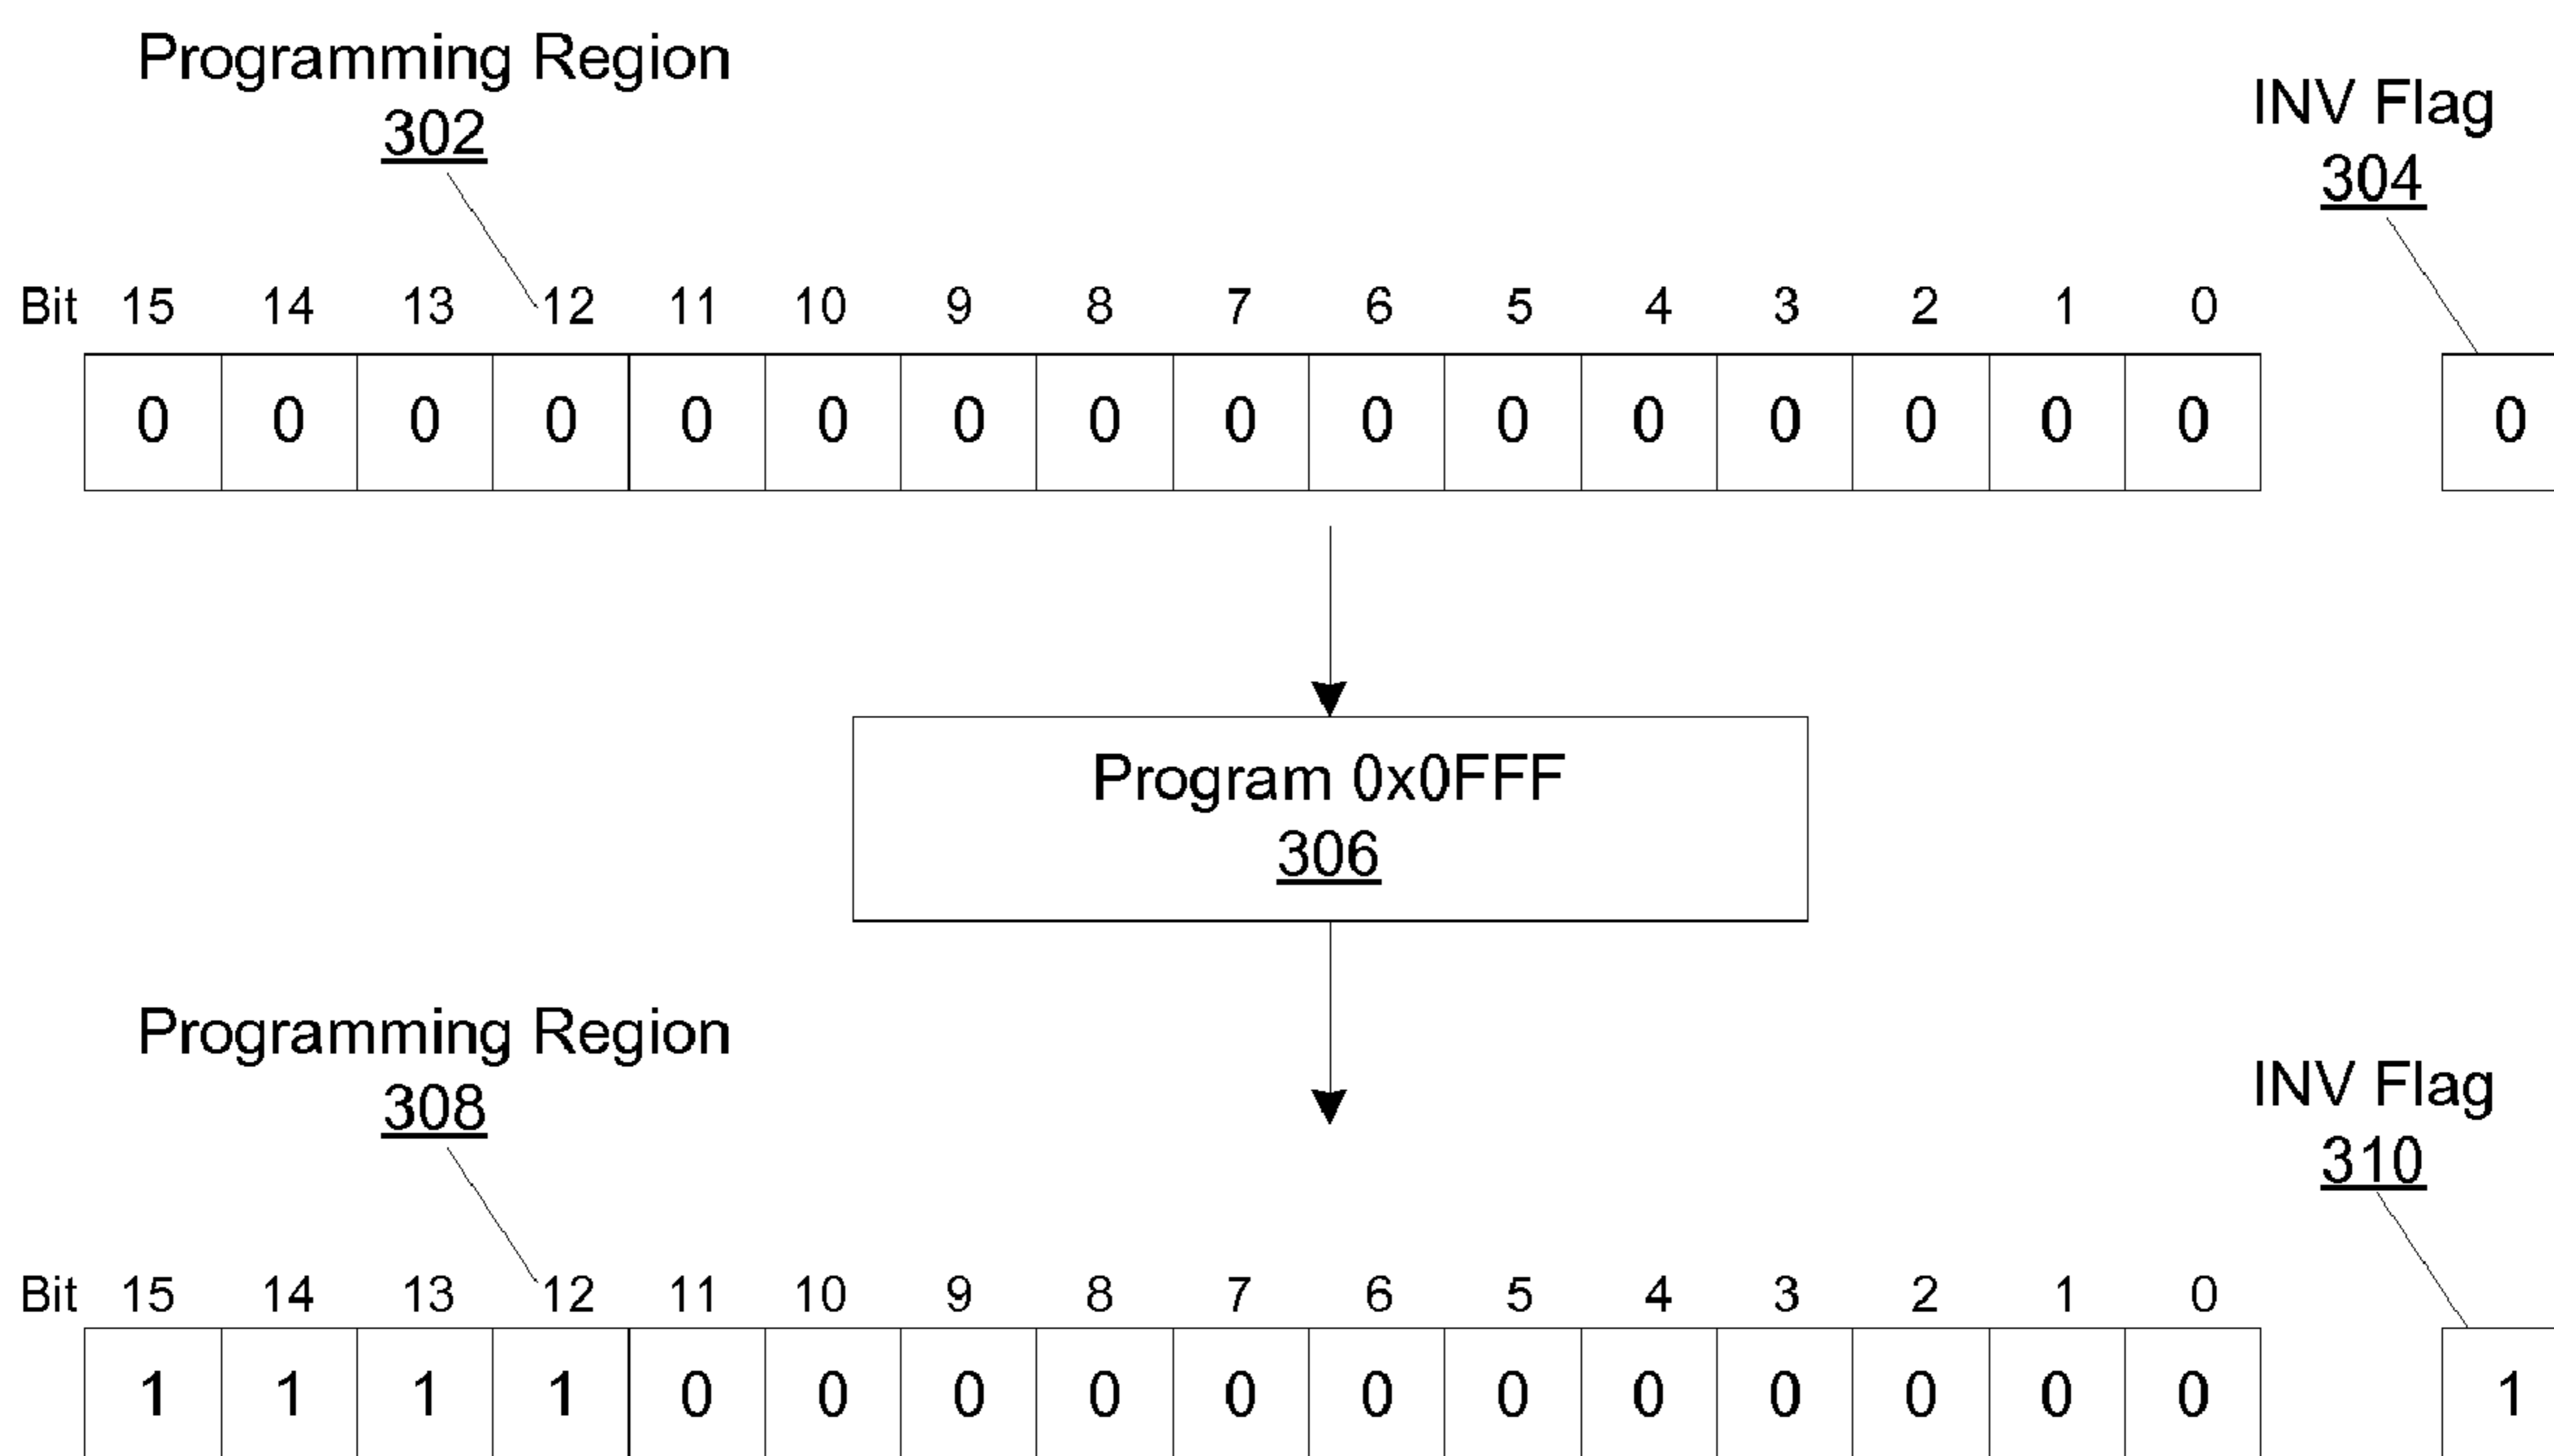 Programming Region
302
INV Flag
304
Bit 15 14 13 12 11 10 9 8 7 6 5 4 3 2 1 0
0 0 0 0 0 0 0 0 0 0 0 0 0 0 0 0 0
Program 0x0FFF
306
Programming Region
308
INV Flag
310
Bit 15 14 13 12 11 10 9 8 7 6 5 4 3 2 1 0
1 1 1 1 0 0 0 0 0 0 0 0 0 0 0 0 1